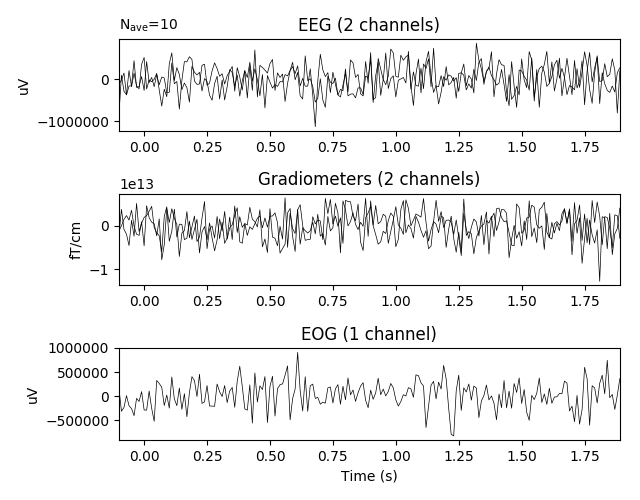 N_ave=10
EEG (2 channels)
uV
0
−1000000
0.00 0.25 0.50 0.75 1.00 1.25 1.50 1.75
1e13
Gradiometers (2 channels)
fT/cm
0
−1
0.00 0.25 0.50 0.75 1.00 1.25 1.50 1.75
EOG (1 channel)
uV
1000000
500000
0
−500000
0.00 0.25 0.50 0.75 1.00 1.25 1.50 1.75
Time (s)